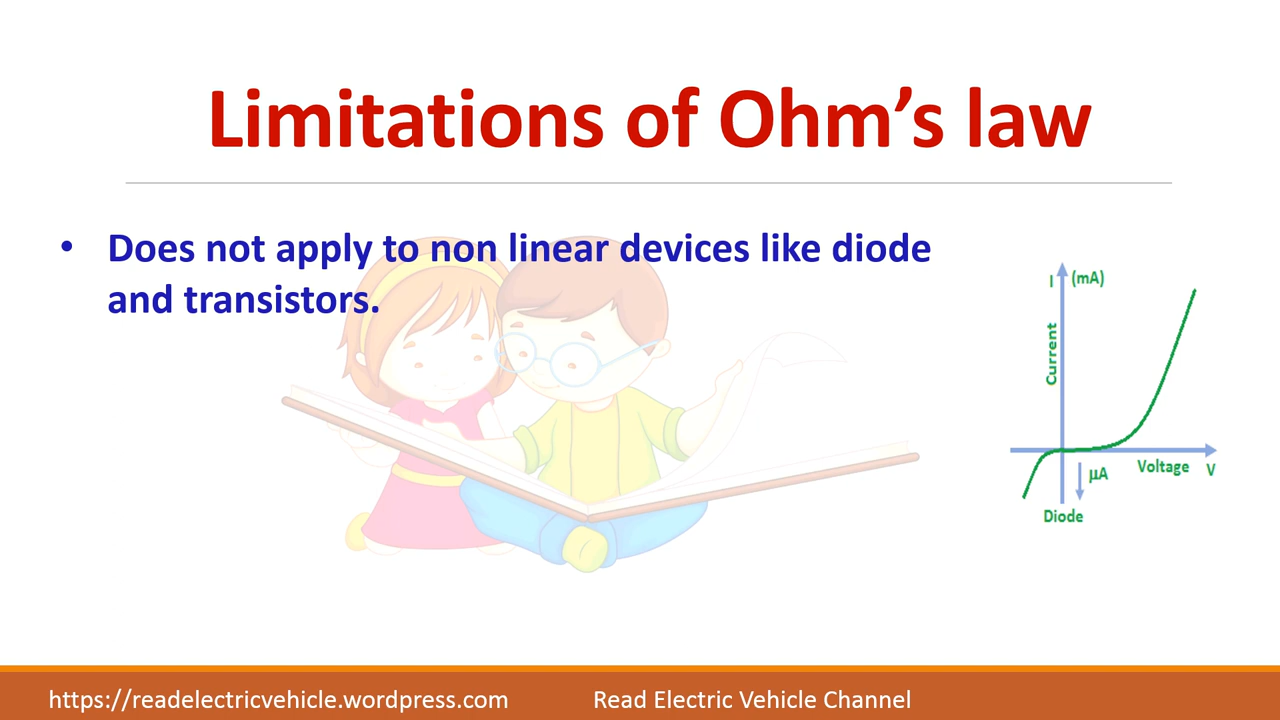 Limitations of Ohm’s law
• Does not apply to non linear devices like diode
and transistors.
I (mA)
Current
Voltage V
μA
Diode
https://readelectricvehicle.wordpress.com Read Electric Vehicle Channel